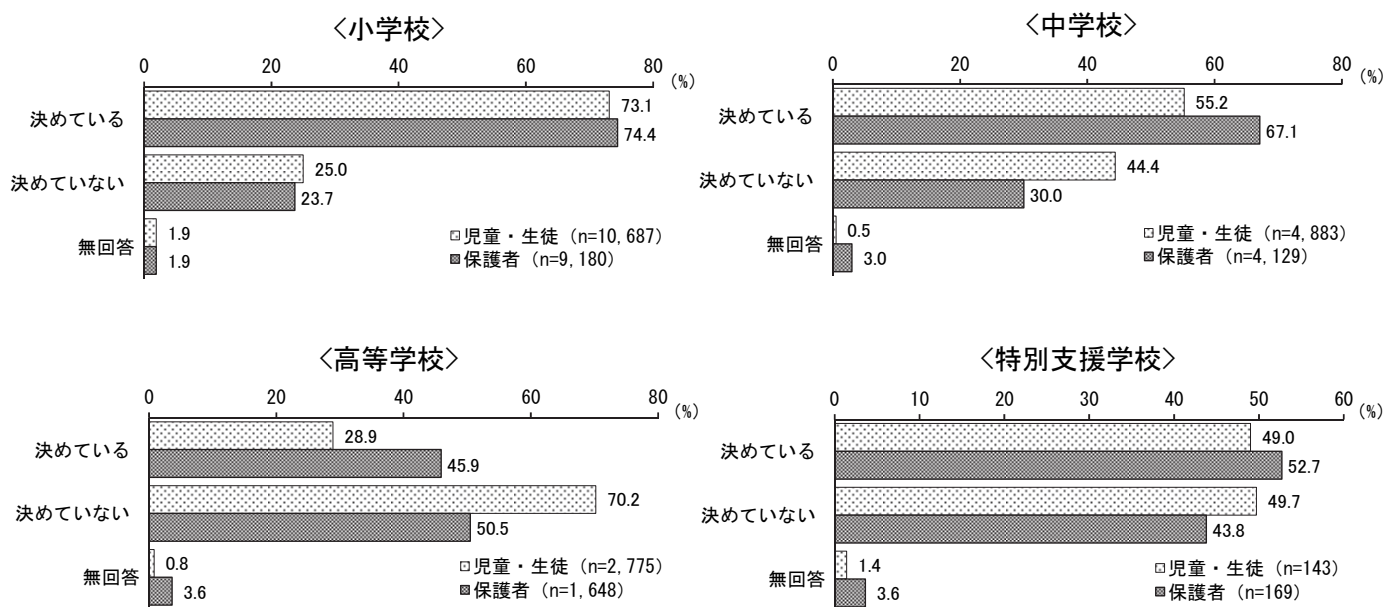 〈小学校〉
0 20 40 60 80
(%)
決めている
73.1
74.4
決めていない
25.0
23.7
無回答
1.9
1.9
児童・生徒（n=10,687）
保護者（n=9,180）
〈中学校〉
0 20 40 60 80
(%)
決めている
55.2
67.1
決めていない
44.4
30.0
無回答
0.5
3.0
児童・生徒（n=4,883）
保護者（n=4,129）
〈高等学校〉
0 20 40 60 80
(%)
決めている
28.9
45.9
決めていない
70.2
50.5
無回答
0.8
3.6
児童・生徒（n=2,775）
保護者（n=1,648）
〈特別支援学校〉
0 10 20 30 40 50 60
(%)
決めている
49.0
52.7
決めていない
49.7
43.8
無回答
1.4
3.6
児童・生徒（n=143）
保護者（n=169）